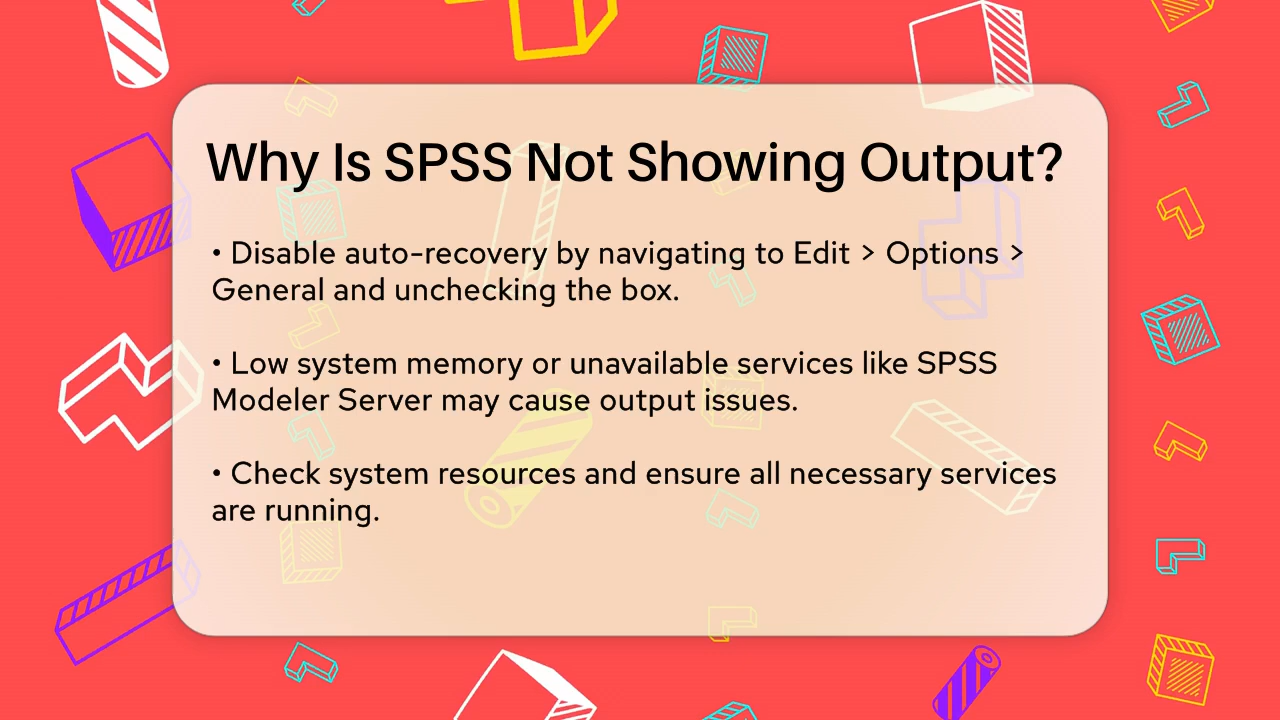 Why Is SPSS Not Showing Output?
• Disable auto-recovery by navigating to Edit > Options >
General and unchecking the box.
• Low system memory or unavailable services like SPSS
Modeler Server may cause output issues.
• Check system resources and ensure all necessary services
are running.